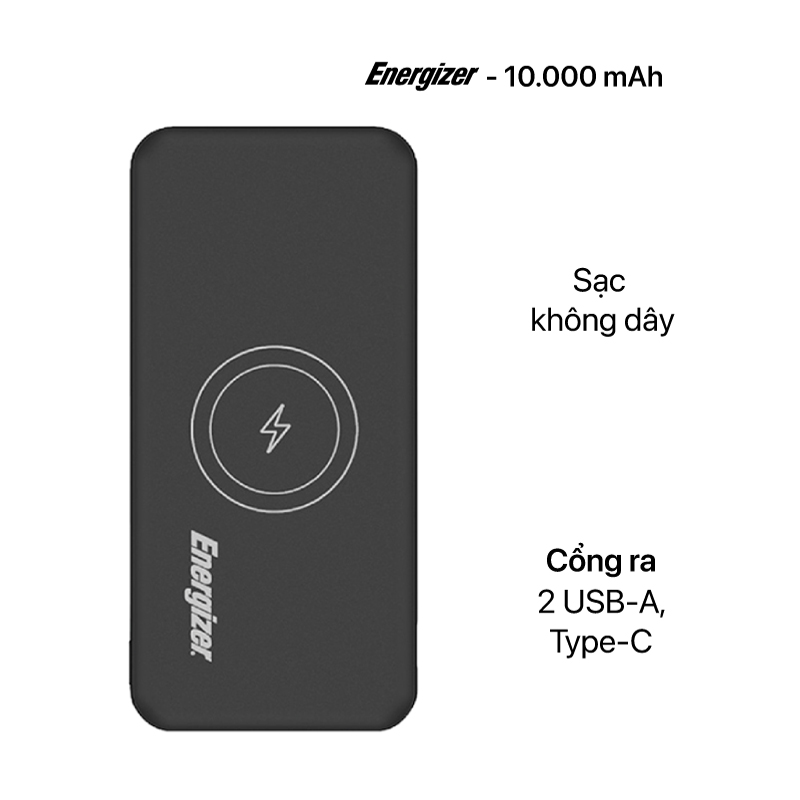 Energizer - 10.000 mAh
Sạc
không dây
Energizer
Cổng ra
2 USB-A,
Type-C